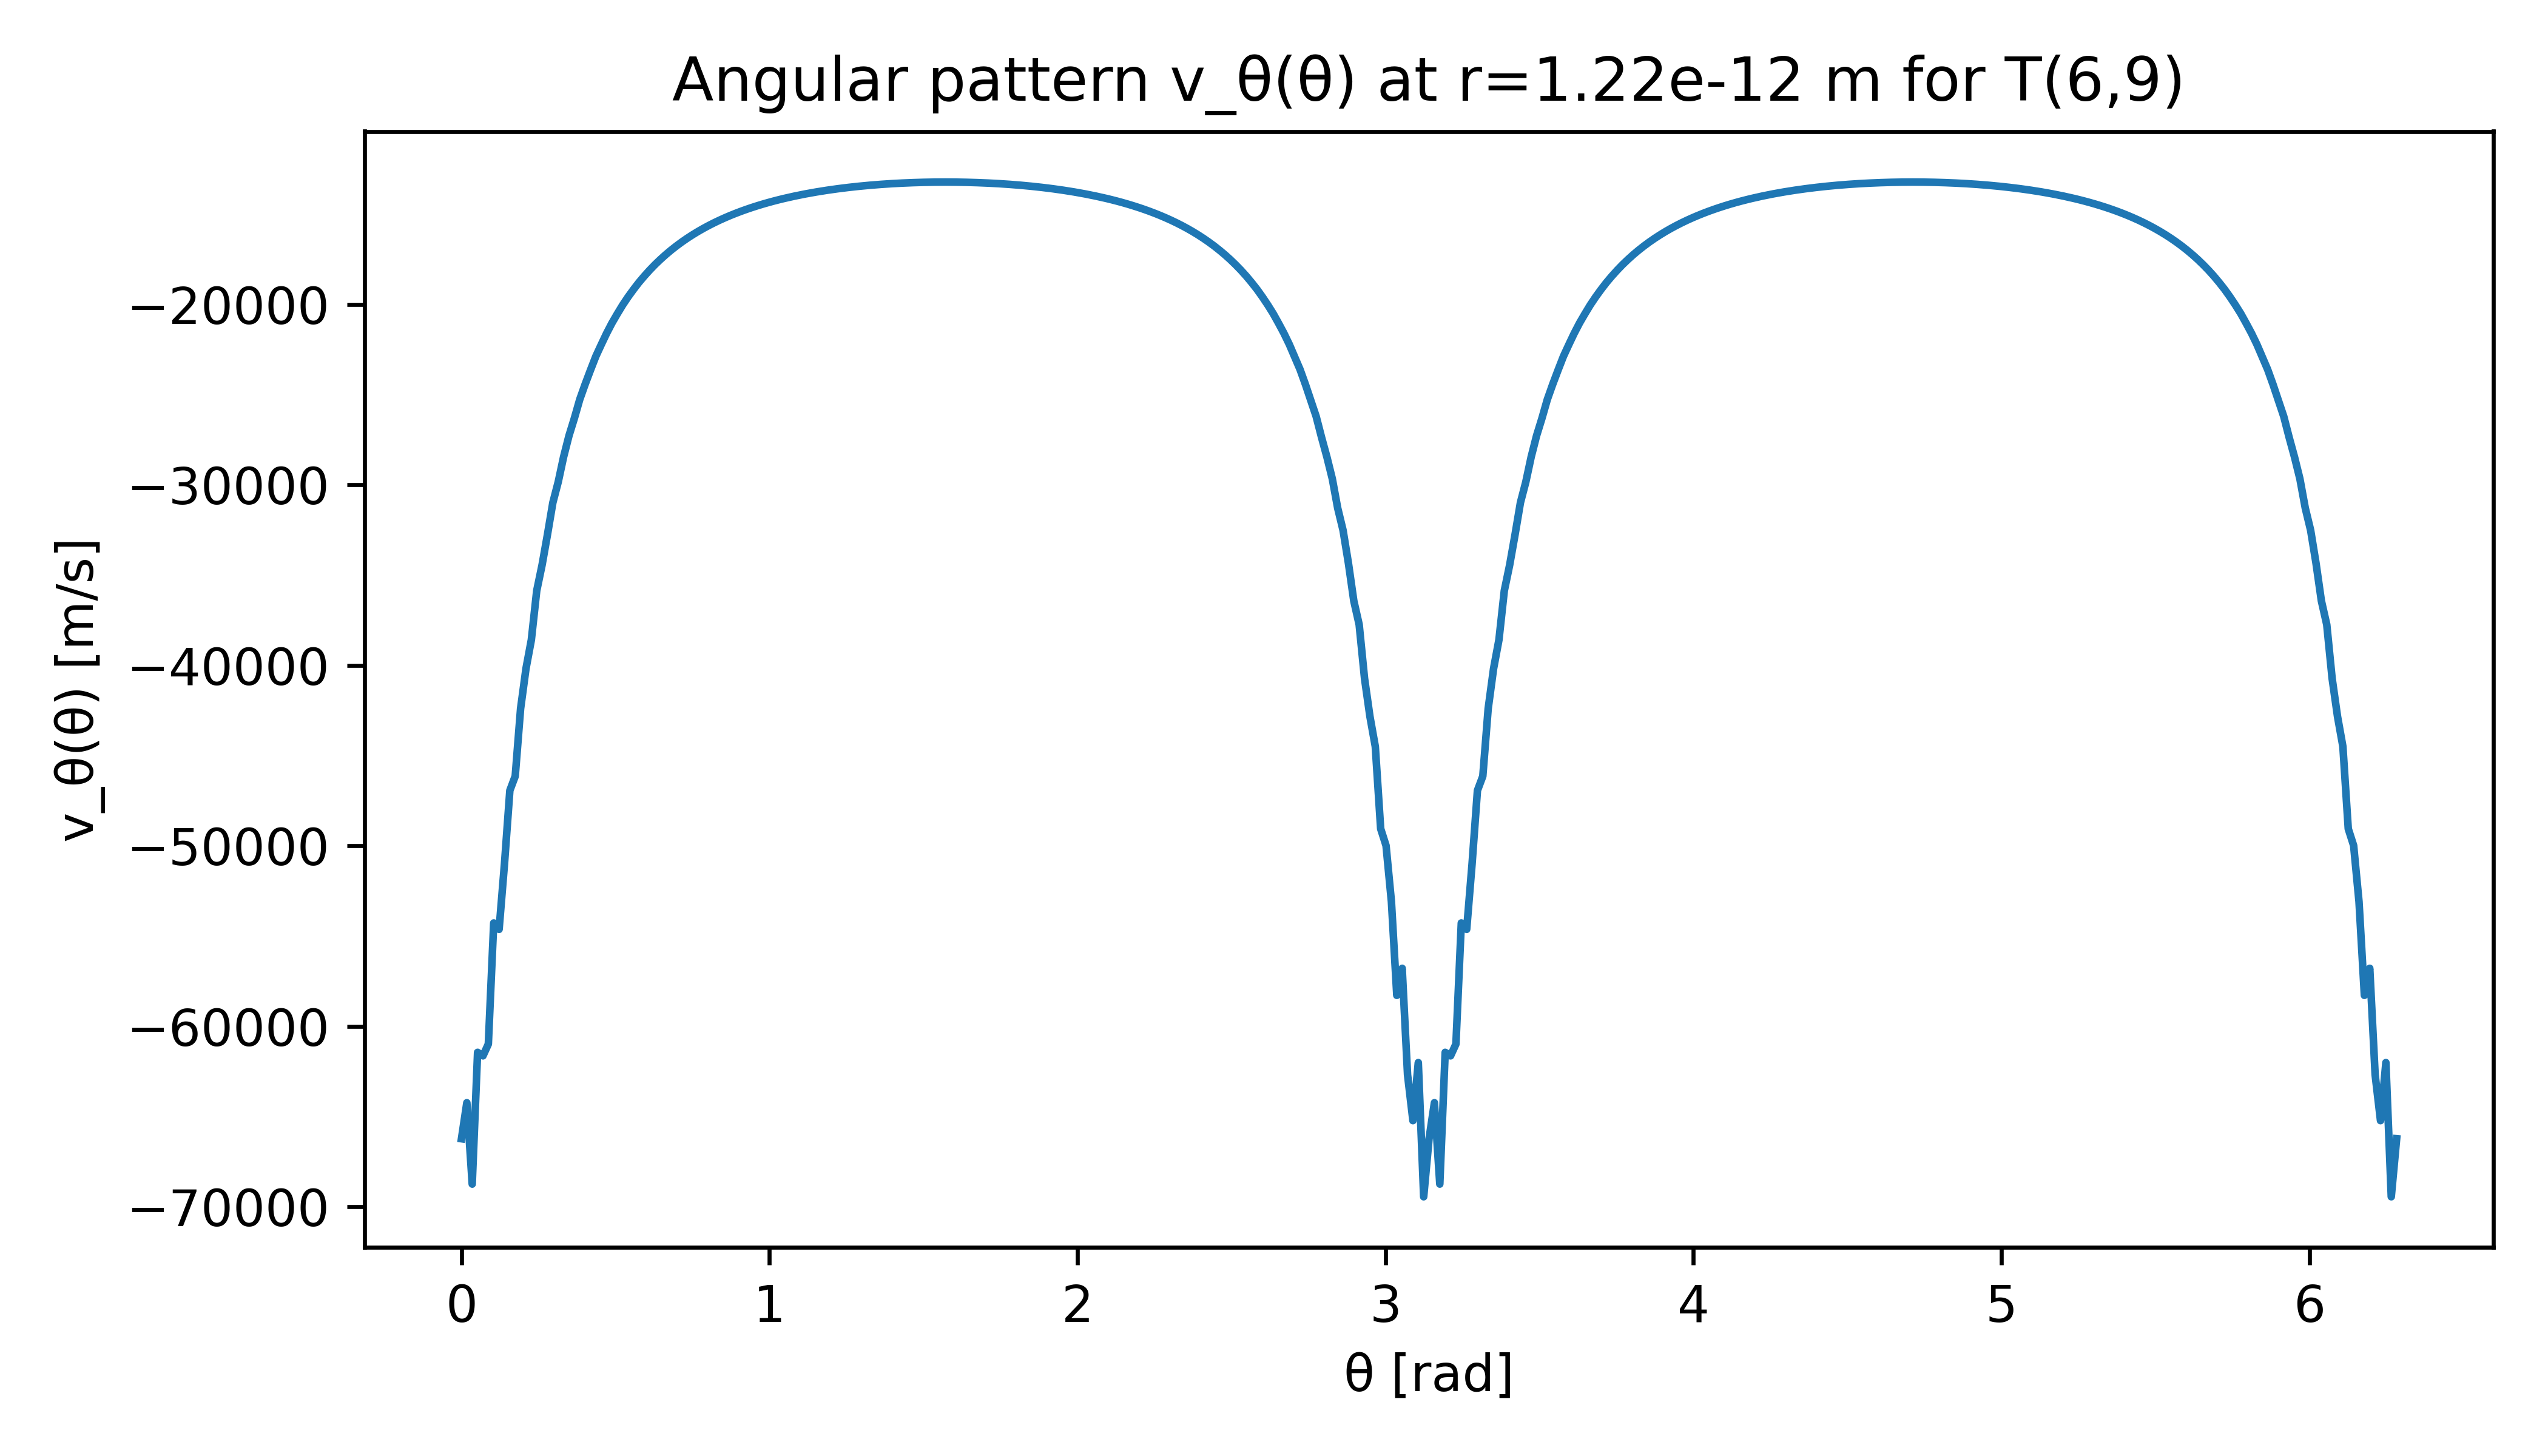 Angular pattern v_θ(θ) at r=1.22e-12 m for T(6,9)
v_θ(θ) [m/s]
−20000
−30000
−40000
−50000
−60000
−70000
0 1 2 3 4 5 6
θ [rad]